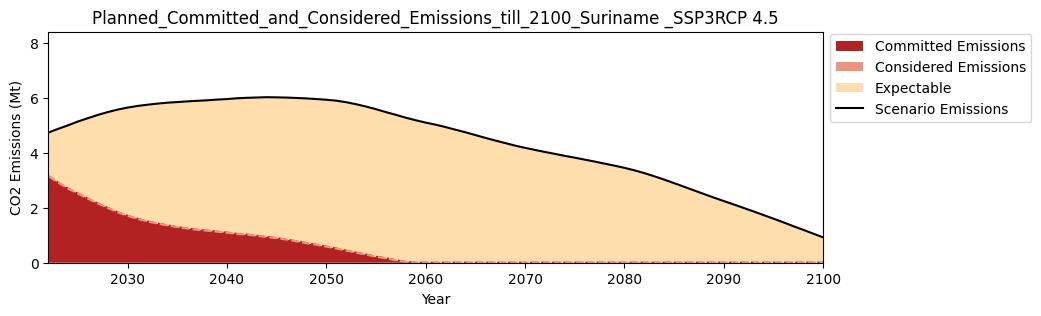 Planned_Committed_and_Considered_Emissions_till_2100_Suriname _SSP3RCP 4.5
CO2 Emissions (Mt)
8
6
4
2
0
2030 2040 2050 2060 2070 2080 2090 2100
Year
Committed Emissions
Considered Emissions
Expectable
Scenario Emissions